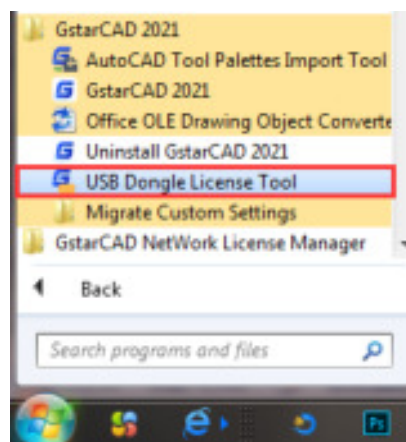 GstarCAD 2021
AutoCAD Tool Palettes Import Tool
GstarCAD 2021
Office OLE Drawing Object Converte
Uninstall GstarCAD 2021
USB Dongle License Tool
Migrate Custom Settings
GstarCAD NetWork License Manager
Back
Search programs and files
Ps